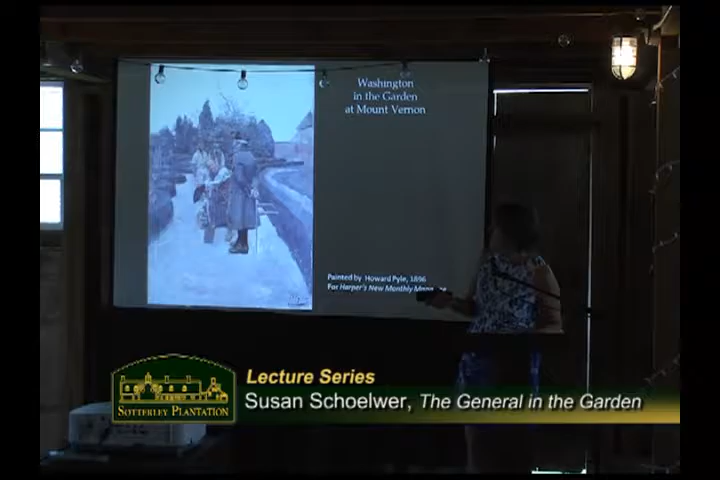 Washington
in the Garden
at Mount Vernon
Painted by Howard Pyle, 1896
For Harper's New Monthly
Lecture Series
SOTTERLEY PLANTATION
Susan Schoelwer, The General in the Garden